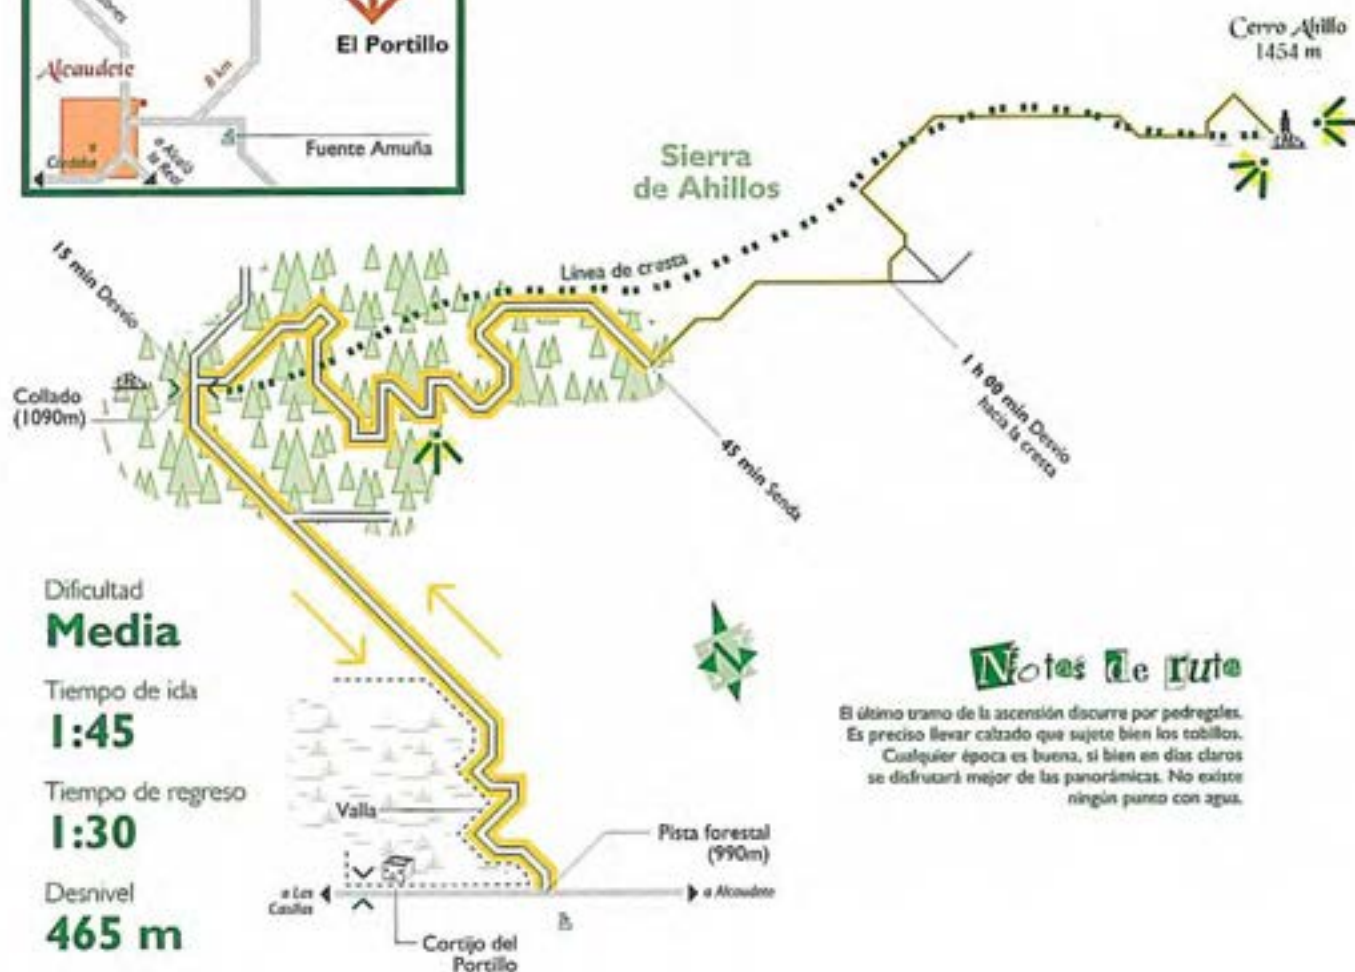 El Portillo
Alcaudete
8 km
Fuente Amuña
Córdoba
a Alcalá
la Real
Cerro Ahillo
1454 m
Sierra
de Ahillos
Línea de cresta
15 min Desvío
Collado
(1090m)
1 h 00 min Desvío
hacia la cresta
45 min Senda
Dificultad
Media
Tiempo de ida
1:45
Tiempo de regreso
1:30
Desnivel
465 m
N
Notas de ruta
El último tramo de la ascensión discurre por pedregales.
Es preciso llevar calzado que sujete bien los tobillos.
Cualquier época es buena, si bien en días claros
se disfrutará mejor de las panorámicas. No existe
ningún punto con agua.
Valla
Pista forestal
(990m)
a Las
Casillas
a Alcaudete
Cortijo del
Portillo